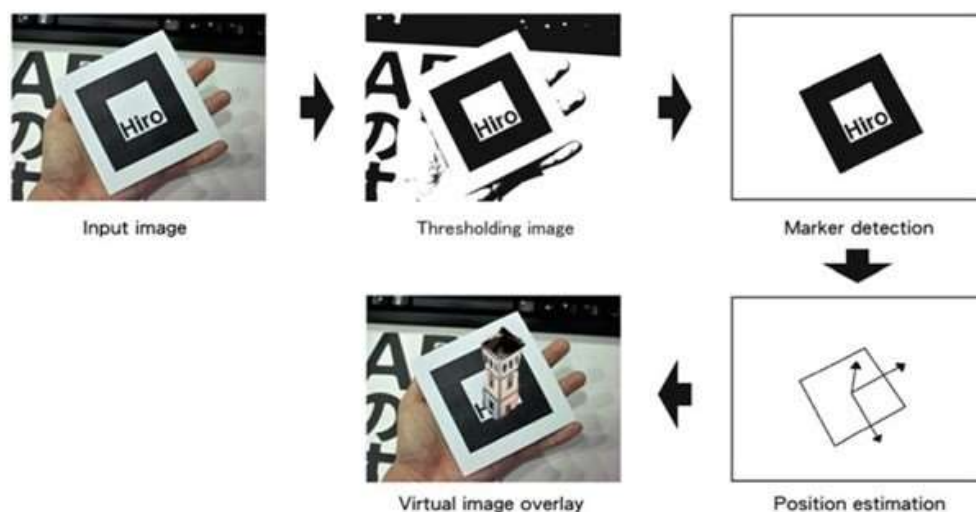 Hiro
Hiro
Hiro
Input image
Thresholding image
Marker detection
Virtual image overlay
Position estimation